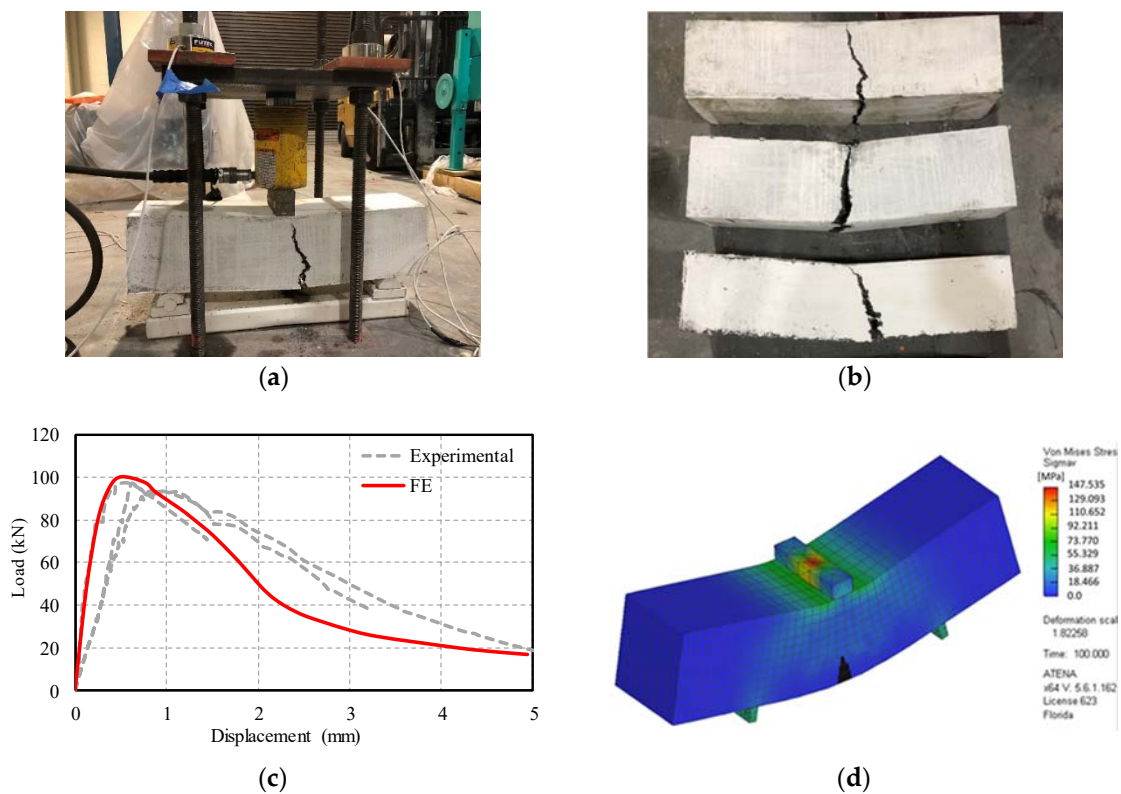 FUTEK
(a)
(b)
120
100
80
60
40
20
0
Load (kN)
Experimental
FE
0 1 2 3 4 5
Displacement (mm)
(c)
Von Mises Stres
Sigmav
[MPa]
147.535
129.093
110.652
92.211
73.770
55.329
36.887
18.466
0.0
Deformation scal
1.82258
Time: 100.000
ATENA
x64 V. 5.6.1.162
License 623
Florida
(d)